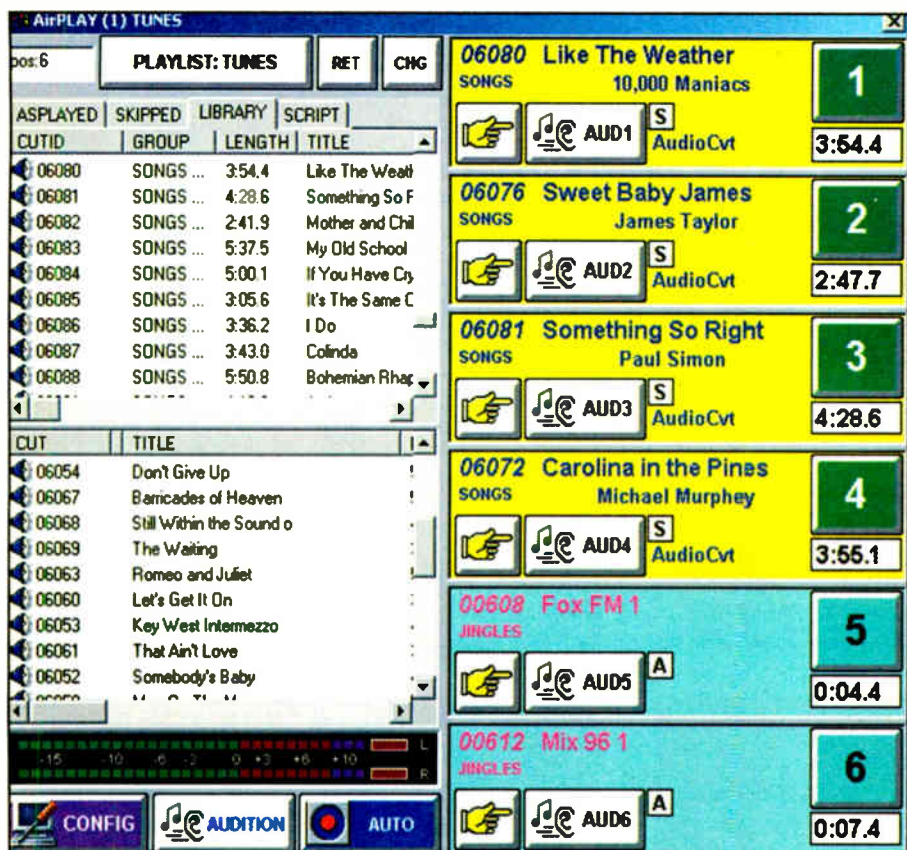 AirPLAY (1) TUNES
pos:6
PLAYLIST: TUNES
RET
CHG
ASPLAYED SKIPPED LIBRARY SCRIPT
CUTID GROUP LENGTH TITLE
06080 SONGS ... 3:54.4 Like The Weath
06081 SONGS ... 4:28.6 Something So F
06082 SONGS ... 2:41.9 Mother and Chil
06083 SONGS ... 5:37.5 My Old School
06084 SONGS ... 5:00.1 If You Have Cry
06085 SONGS ... 3:05.6 It's The Same C
06086 SONGS ... 3:36.2 I Do
06087 SONGS ... 3:43.0 Colinda
06088 SONGS ... 5:50.8 Bohemian Rhap
CUT TITLE
06054 Don't Give Up
06067 Barricades of Heaven
06068 Still Within the Sound o
06069 The Waiting
06063 Romeo and Juliet
06060 Let's Get It On
06053 Key West Intermezzo
06061 That Ain't Love
06052 Somebody's Baby
L
-15 -10 -6 -2 0 +3 +6 +10
R
CONFIG
AUDITION
AUTO
06080 Like The Weather
SONGS 10,000 Maniacs
1
AUD1 S AudioCvt
3:54.4
06076 Sweet Baby James
SONGS James Taylor
2
AUD2 S AudioCvt
2:47.7
06081 Something So Right
SONGS Paul Simon
3
AUD3 S AudioCvt
4:28.6
06072 Carolina in the Pines
SONGS Michael Murphey
4
AUD4 S AudioCvt
3:55.1
00608 Fox FM 1
JINGLES
5
AUD5 A
0:04.4
00612 Mix 96 1
JINGLES
6
AUD6 A
0:07.4